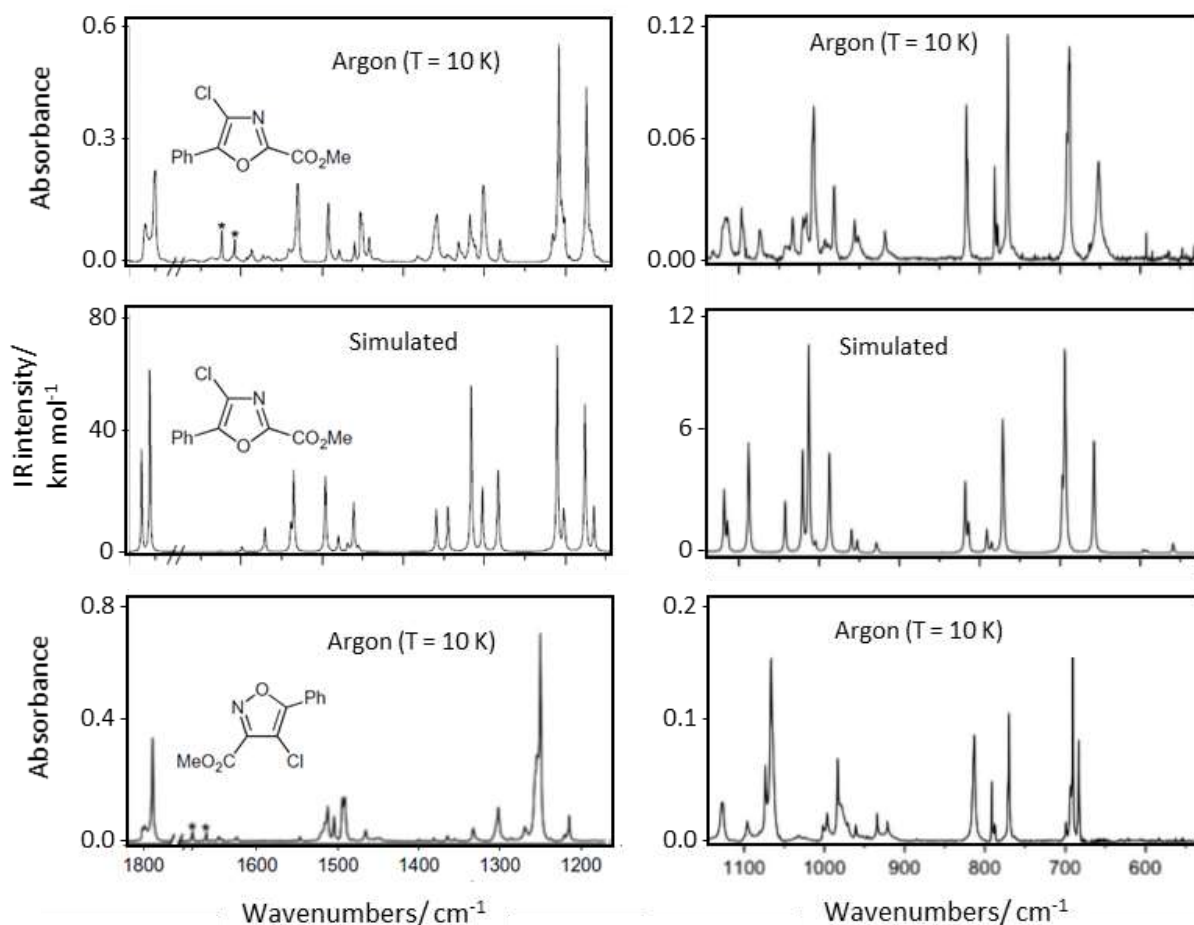 0.6
Argon (T = 10 K)
Cl
N
Ph
O
CO2Me
0.3
0.0
* *
Absorbance
0.12
Argon (T = 10 K)
0.06
0.00
80
Simulated
Cl
N
Ph
O
CO2Me
40
0
IR intensity/
km mol-1
12
Simulated
6
0
0.8
Argon (T = 10 K)
O
Ph
N
MeO2C
Cl
0.4
0.0
* *
Absorbance
1800 1600 1500 1400 1300 1200
Wavenumbers/ cm-1
0.2
Argon (T = 10 K)
0.1
0.0
1100 1000 900 800 700 600
Wavenumbers/ cm-1